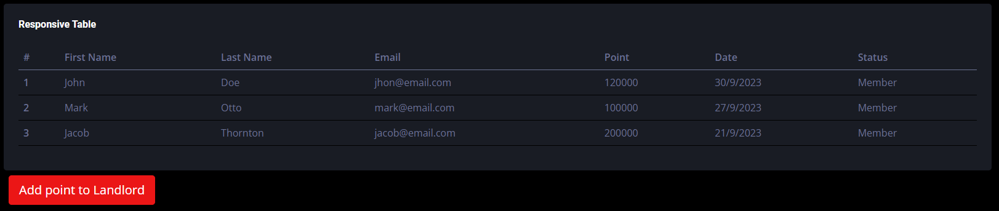 Responsive Table
# First Name Last Name Email Point Date Status
1 John Doe jhon@email.com 120000 30/9/2023 Member
2 Mark Otto mark@email.com 100000 27/9/2023 Member
3 Jacob Thornton jacob@email.com 200000 21/9/2023 Member
Add point to Landlord